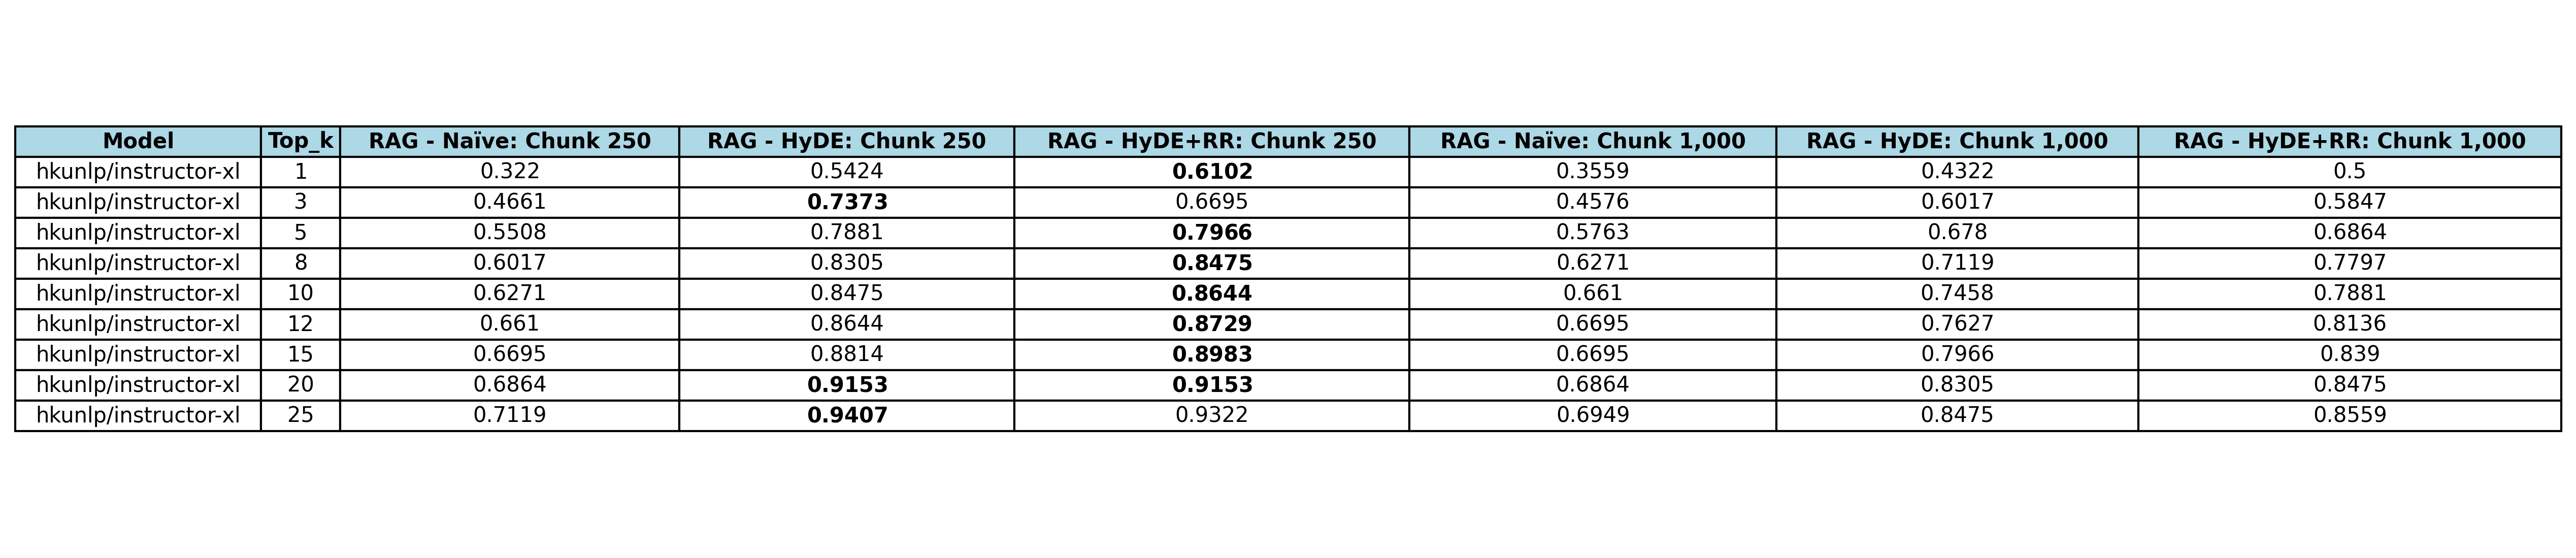 Model Top_k RAG - Naïve: Chunk 250 RAG - HyDE: Chunk 250 RAG - HyDE+RR: Chunk 250 RAG - Naïve: Chunk 1,000 RAG - HyDE: Chunk 1,000 RAG - HyDE+RR: Chunk 1,000
hkunlp/instructor-xl 1 0.322 0.5424 0.6102 0.3559 0.4322 0.5
hkunlp/instructor-xl 3 0.4661 0.7373 0.6695 0.4576 0.6017 0.5847
hkunlp/instructor-xl 5 0.5508 0.7881 0.7966 0.5763 0.678 0.6864
hkunlp/instructor-xl 8 0.6017 0.8305 0.8475 0.6271 0.7119 0.7797
hkunlp/instructor-xl 10 0.6271 0.8475 0.8644 0.661 0.7458 0.7881
hkunlp/instructor-xl 12 0.661 0.8644 0.8729 0.6695 0.7627 0.8136
hkunlp/instructor-xl 15 0.6695 0.8814 0.8983 0.6695 0.7966 0.839
hkunlp/instructor-xl 20 0.6864 0.9153 0.9153 0.6864 0.8305 0.8475
hkunlp/instructor-xl 25 0.7119 0.9407 0.9322 0.6949 0.8475 0.8559